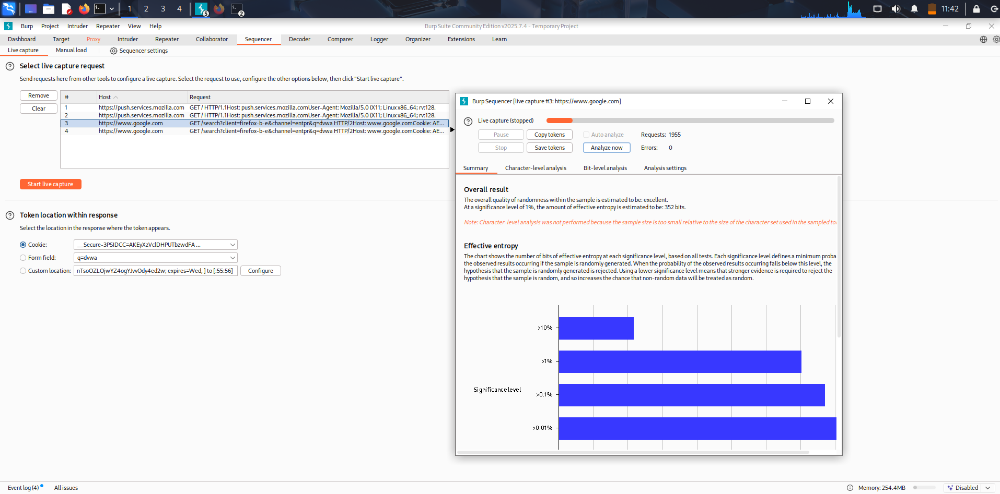 1 2 3 4 5 2 11:42
Burp Project Intruder Repeater View Help Burp Suite Community Edition v2025.7.4 - Temporary Project
Dashboard Target Proxy Intruder Repeater Collaborator Sequencer Decoder Comparer Logger Organizer Extensions Learn
Live capture Manual load Sequencer settings
Select live capture request
Send requests here from other tools to configure a live capture. Select the request to use, configure the other options below, then click "Start live capture".
Remove
Clear
# Host Request
1 https://push.services.mozilla.com GET / HTTP/1.1Host: push.services.mozilla.comUser-Agent: Mozilla/5.0 (X11; Linux x86_64; rv:128.
2 https://push.services.mozilla.com GET / HTTP/1.1Host: push.services.mozilla.comUser-Agent: Mozilla/5.0 (X11; Linux x86_64; rv:128.
3 https://www.google.com GET /search?client=firefox-b-e&channel=entpr&q=dvwa HTTP/2Host: www.google.comCookie: AE...
4 https://www.google.com GET /search?client=firefox-b-e&channel=entpr&q=dvwa HTTP/2Host: www.google.comCookie: AE...
Start live capture
Token location within response
Select the location in the response where the token appears.
Cookie: __Secure-3PSIDCC=AKEyXzVclDHPUTbzwdFA ...
Form field: q=dvwa
Custom location: nTsoOZLOjwYZ4ogYJvvOdy4ed2w; expires=Wed, ] to [:55:56] Configure
Burp Sequencer [live capture #3: https://www.google.com]
Live capture (stopped)
Pause Copy tokens Auto analyze Requests: 1955
Stop Save tokens Analyze now Errors: 0
Summary Character-level analysis Bit-level analysis Analysis settings
Overall result
The overall quality of randomness within the sample is estimated to be: excellent.
At a significance level of 1%, the amount of effective entropy is estimated to be: 352 bits.
Note: Character-level analysis was not performed because the sample size is too small relative to the size of the character set used in the sampled to
Effective entropy
The chart shows the number of bits of effective entropy at each significance level, based on all tests. Each significance level defines a minimum proba
the observed results occurring if the sample is randomly generated. When the probability of the observed results occurring falls below this level, the
hypothesis that the sample is randomly generated is rejected. Using a lower significance level means that stronger evidence is required to reject the
hypothesis that the sample is random, and so increases the chance that non-random data will be treated as random.
>10%
>1%
Significance level
>0.1%
>0.01%
Event log (4) All issues Memory: 254.4MB Disabled